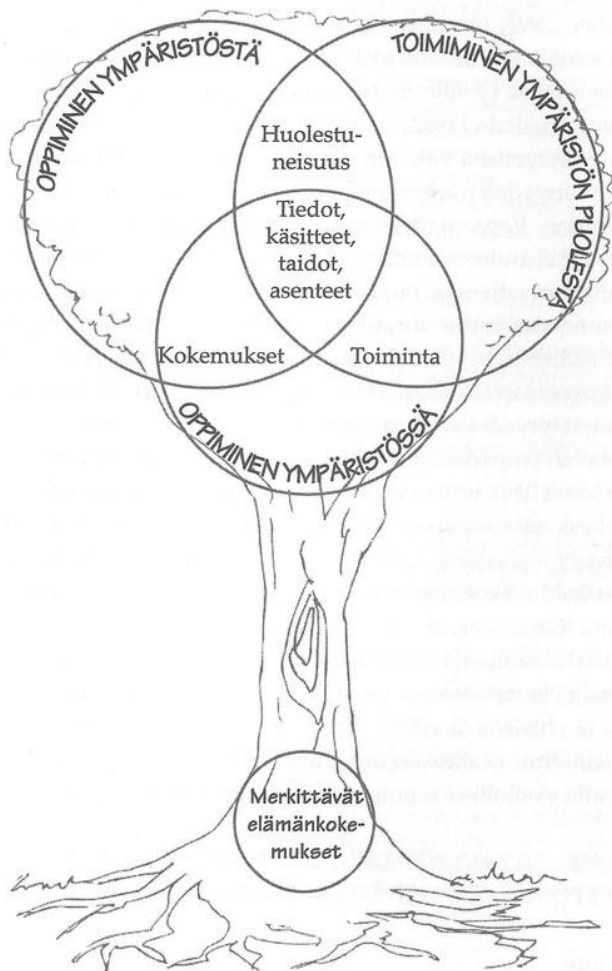 OPPIMINEN YMPÄRISTÖSTÄ
TOIMIMINEN YMPÄRISTÖN PUOLESTA
Huolestu-
neisuus
Tiedot,
käsitteet,
taidot,
asenteet
Kokemukset
Toiminta
OPPIMINEN YMPÄRISTÖSSÄ
Merkittävät
elämänkoke-
mukset